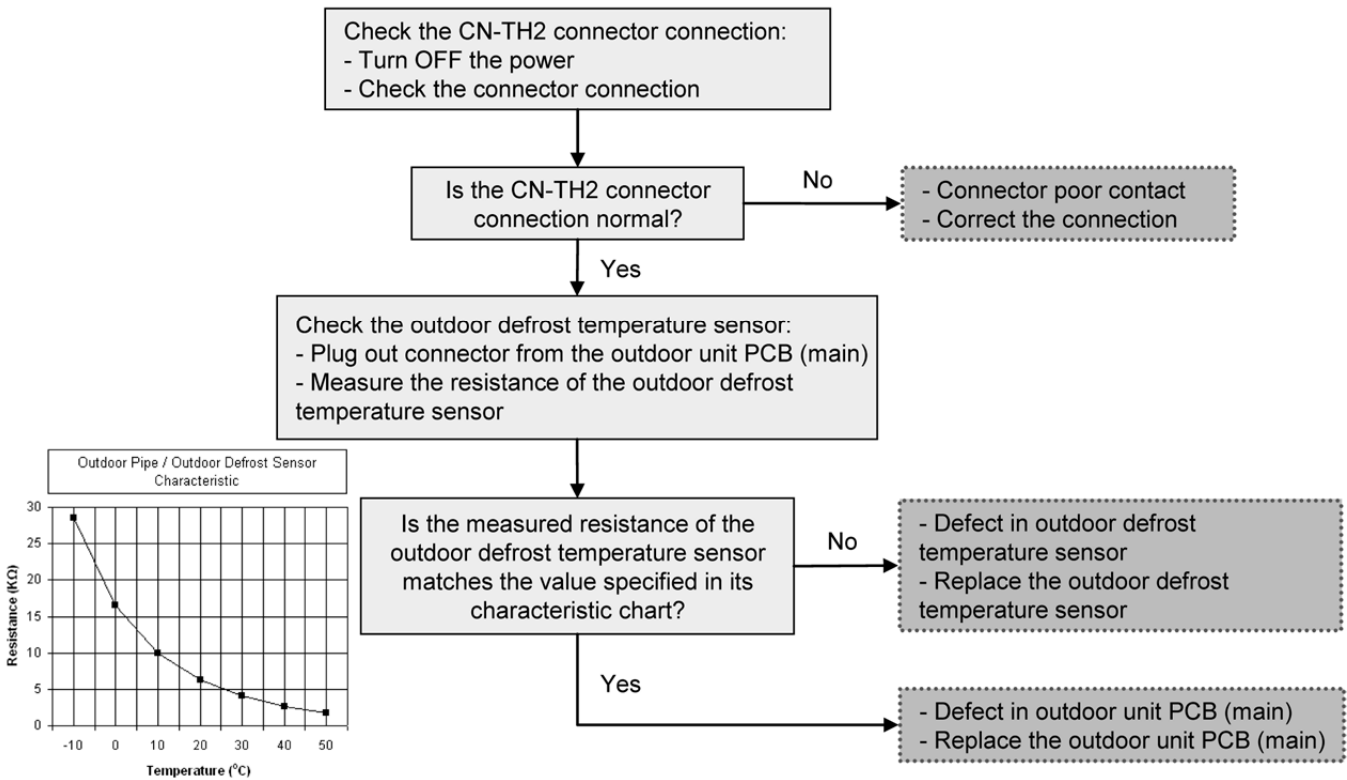 Check the CN-TH2 connector connection:
- Turn OFF the power
- Check the connector connection
Is the CN-TH2 connector
connection normal?
No
- Connector poor contact
- Correct the connection
Yes
Check the outdoor defrost temperature sensor:
- Plug out connector from the outdoor unit PCB (main)
- Measure the resistance of the outdoor defrost
temperature sensor
Is the measured resistance of the
outdoor defrost temperature sensor
matches the value specified in its
characteristic chart?
No
- Defect in outdoor defrost
temperature sensor
- Replace the outdoor defrost
temperature sensor
Yes
- Defect in outdoor unit PCB (main)
- Replace the outdoor unit PCB (main)
Outdoor Pipe / Outdoor Defrost Sensor
Characteristic
Resistance (KΩ)
30
25
20
15
10
5
0
-10 0 10 20 30 40 50
Temperature (°C)